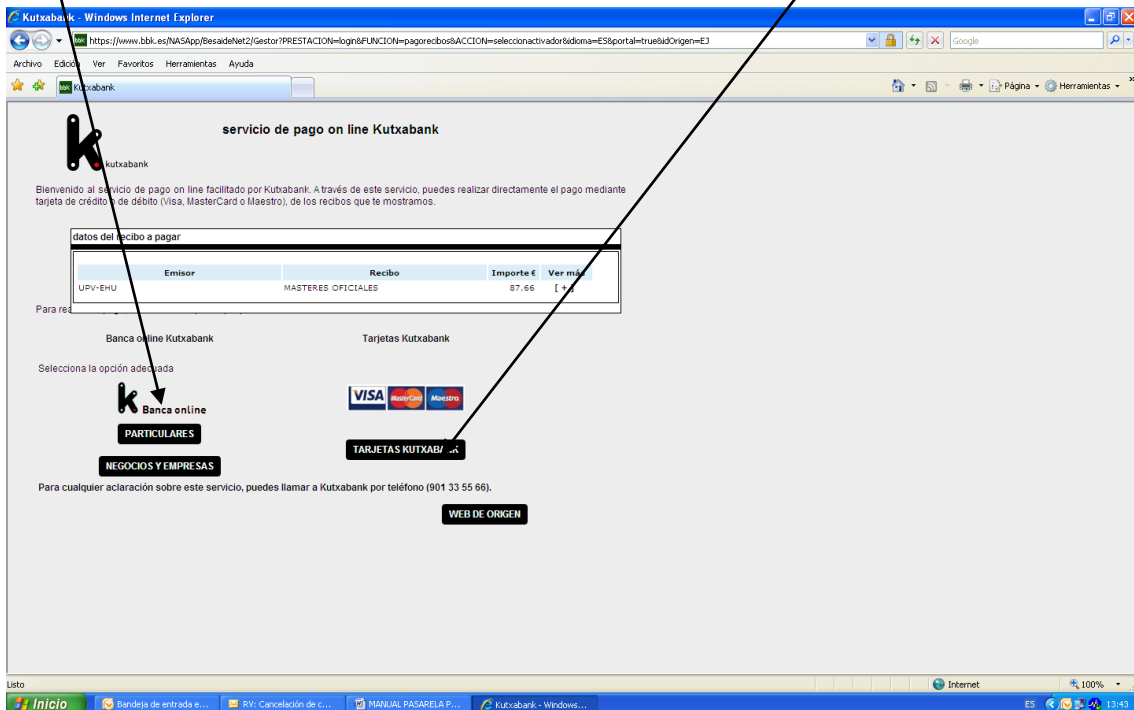 Kutxabank - Windows Internet Explorer
https://www.bbk.es/NASApp/BesaideNet2/Gestor?PRESTACION=login&FUNCION=pagorecibos&ACCION=seleccionactivador&idioma=ES&portal=true&idOrigen=EJ
Google
Archivo Edición Ver Favoritos Herramientas Ayuda
bbk Kutxabank
Página Herramientas
servicio de pago on line Kutxabank
kutxabank
Bienvenido al servicio de pago on line facilitado por Kutxabank. A través de este servicio, puedes realizar directamente el pago mediante
tarjeta de crédito o de débito (Visa, MasterCard o Maestro), de los recibos que te mostramos.
datos del recibo a pagar
Emisor Recibo Importe € Ver más
UPV-EHU MASTERES OFICIALES 87,66 [ + ]
Para
Banca online Kutxabank Tarjetas Kutxabank
Selecciona la opción adecuada
k Banca online
VISA MasterCard Maestro
PARTICULARES
TARJETAS KUTXABANK
NEGOCIOS Y EMPRESAS
Para cualquier aclaración sobre este servicio, puedes llamar a Kutxabank por teléfono (901 33 55 66).
WEB DE ORIGEN
Listo Internet 100%
Inicio Bandeja de entrada e... RV: Cancelación de c... MANUAL PASARELA P... Kutxabank - Windows... ES 13:43